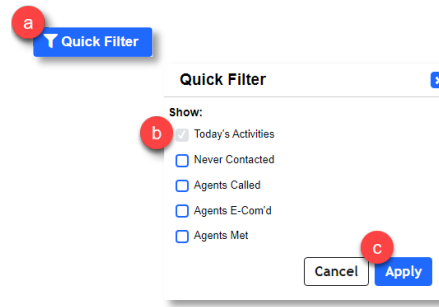 a
Quick Filter
Quick Filter
Show:
b
Today's Activities
Never Contacted
Agents Called
Agents E-Com'd
Agents Met
c
Cancel Apply